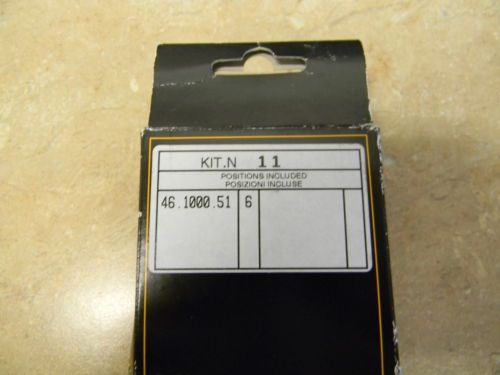 KIT.N 11
POSITIONS INCLUDED
POSIZIONI INCLUSE
46.1000.51 6